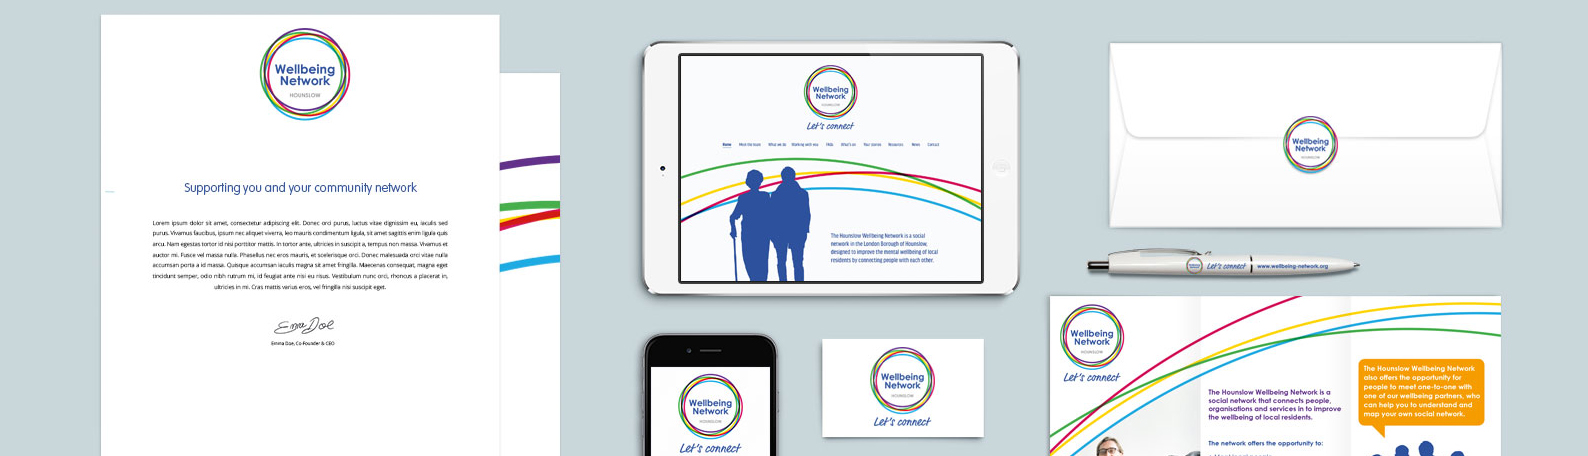 Wellbeing
Network
HOUNSLOW
Supporting you and your community network
Lorem ipsum dolor sit amet, consectetur adipiscing elit. Donec orci purus, luctus vitae dignissim eu, iaculis sed
purus. Vivamus faucibus, ipsum nec aliquet viverra, leo mauris condimentum ligula, sit amet sagittis enim ligula quis
arcu. Nam egestas tortor id nisi porttitor mattis. In tortor ante, ultricies in suscipit a, tempus non massa. Vivamus et
auctor mi. Fusce vel massa nulla. Phasellus nec eros mauris, et scelerisque orci. Donec malesuada orci vitae nulla
accumsan porta a id massa. Quisque accumsan iaculis magna sit amet fringilla. Maecenas consequat, magna eget
tincidunt semper, odio nibh rutrum mi, id feugiat ante nisi eu risus. Vestibulum nunc orci, rhoncus a placerat in,
ultricies in mi. Cras mattis varius eros, vel fringilla nisi suscipit eget.
Emma Doe
Emma Doe, Co-Founder & CEO
Wellbeing
Network
HOUNSLOW
Let's connect
Home Meet the team What we do Working with you FAQs What's on Your stories Resources News Contact
The Hounslow Wellbeing Network is a social
network in the London Borough of Hounslow,
designed to improve the mental wellbeing of local
residents by connecting people with each other.
Wellbeing
Network
HOUNSLOW
Let's connect
Wellbeing
Network
HOUNSLOW
Let's connect
Wellbeing
Network
HOUNSLOW
Let's connect www.wellbeing-network.org
Wellbeing
Network
HOUNSLOW
Let's connect
The Hounslow Wellbeing Network is a
social network that connects people,
organisations and services in to improve
the wellbeing of local residents.
The network offers the opportunity to:
The Hounslow Wellbeing Network
also offers the opportunity for
people to meet one-to-one with
one of our wellbeing partners, who
can help you to understand and
map your own social network.